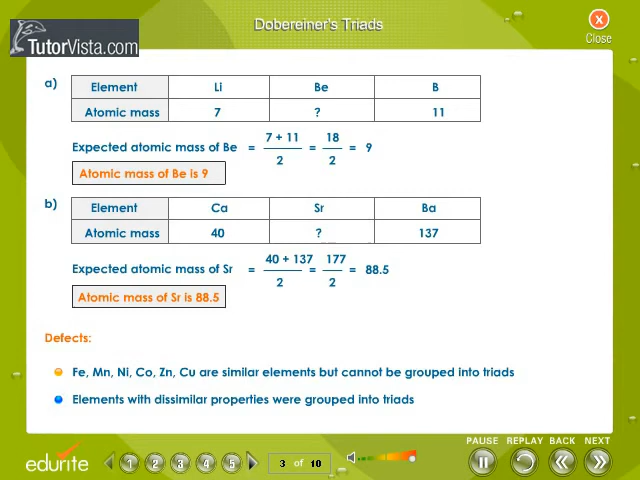 Dobereiner's Triads
TutorVista.com
Close
a) Element Li Be B
Atomic mass 7 ? 11
Expected atomic mass of Be = 7 + 11 / 2 = 18 / 2 = 9
Atomic mass of Be is 9
b) Element Ca Sr Ba
Atomic mass 40 ? 137
Expected atomic mass of Sr = 40 + 137 / 2 = 177 / 2 = 88.5
Atomic mass of Sr is 88.5
Defects:
Fe, Mn, Ni, Co, Zn, Cu are similar elements but cannot be grouped into triads
Elements with dissimilar properties were grouped into triads
PAUSE REPLAY BACK NEXT
edurite 1 2 3 4 5 3 of 10